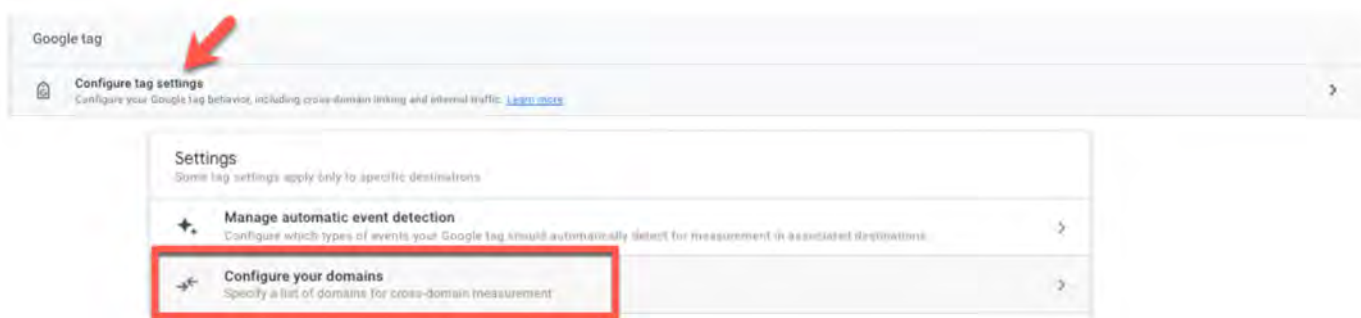 Google tag
Configure tag settings
Configure your Google tag behavior, including cross-domain linking and internal traffic. Learn more
Settings
Some tag settings apply only to specific destinations
Manage automatic event detection
Configure which types of events your Google tag should automatically detect for measurement in associated destinations
Configure your domains
Specify a list of domains for cross-domain measurement